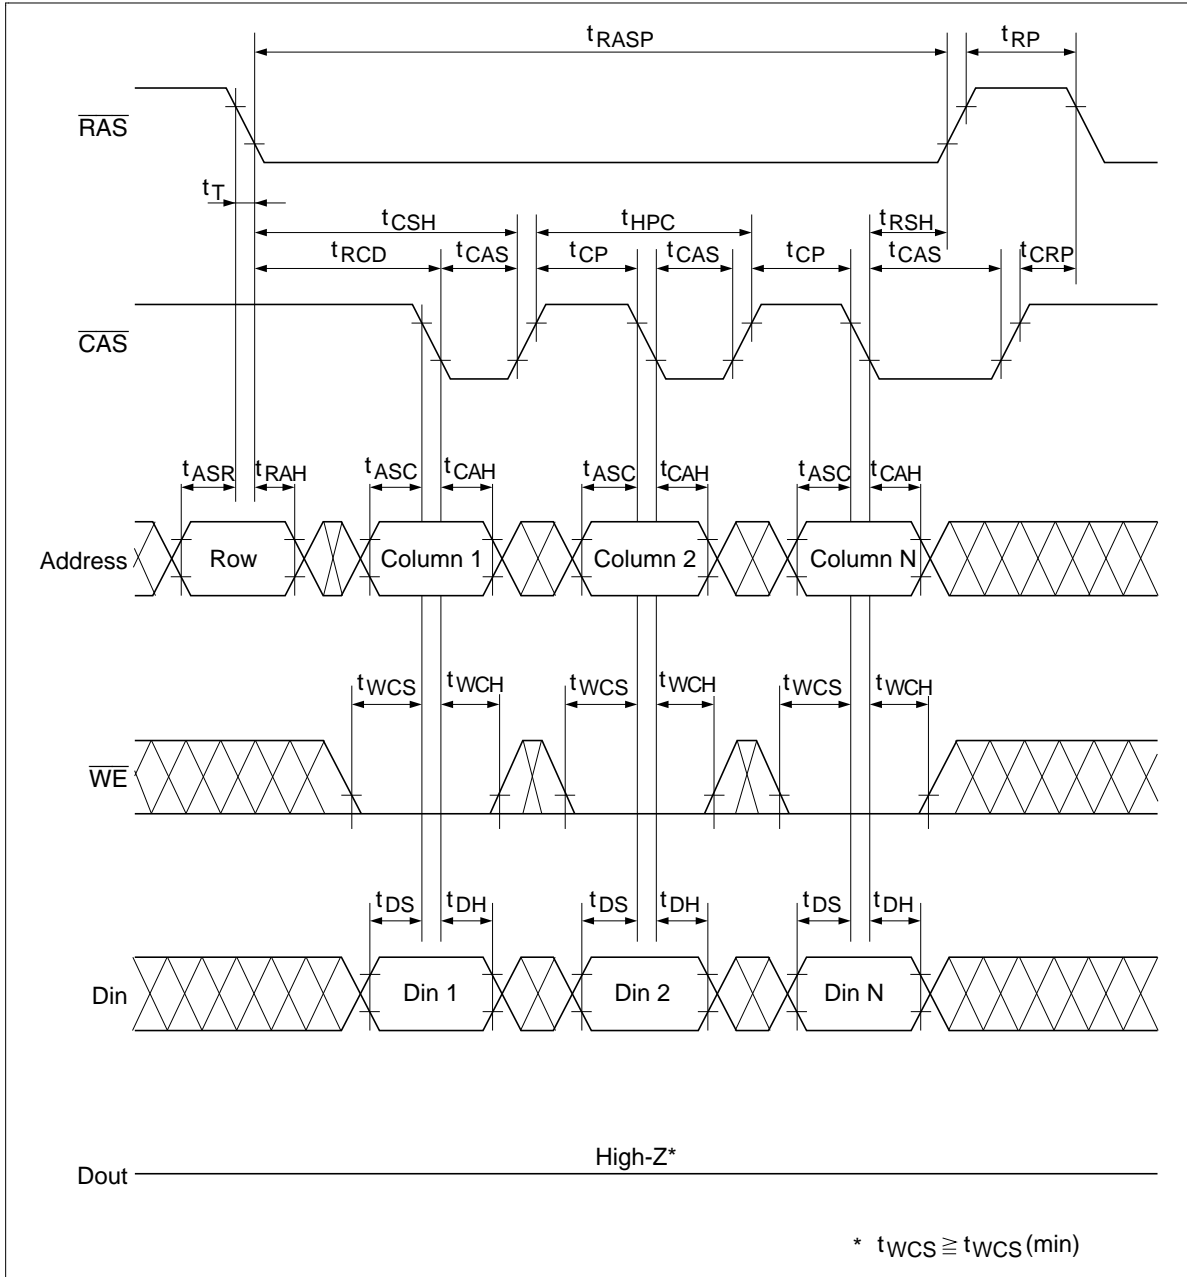 tRASP tRP
RAS
tT
tCSH tHPC tRSH
tRCD tCAS tCP tCAS tCP tCAS tCRP
CAS
tASR tRAH tASC tCAH tASC tCAH tASC tCAH
Address Row Column 1 Column 2 Column N
tWCS tWCH tWCS tWCH tWCS tWCH
WE
tDS tDH tDS tDH tDS tDH
Din Din 1 Din 2 Din N
High-Z*
Dout
* tWCS ≧ tWCS (min)